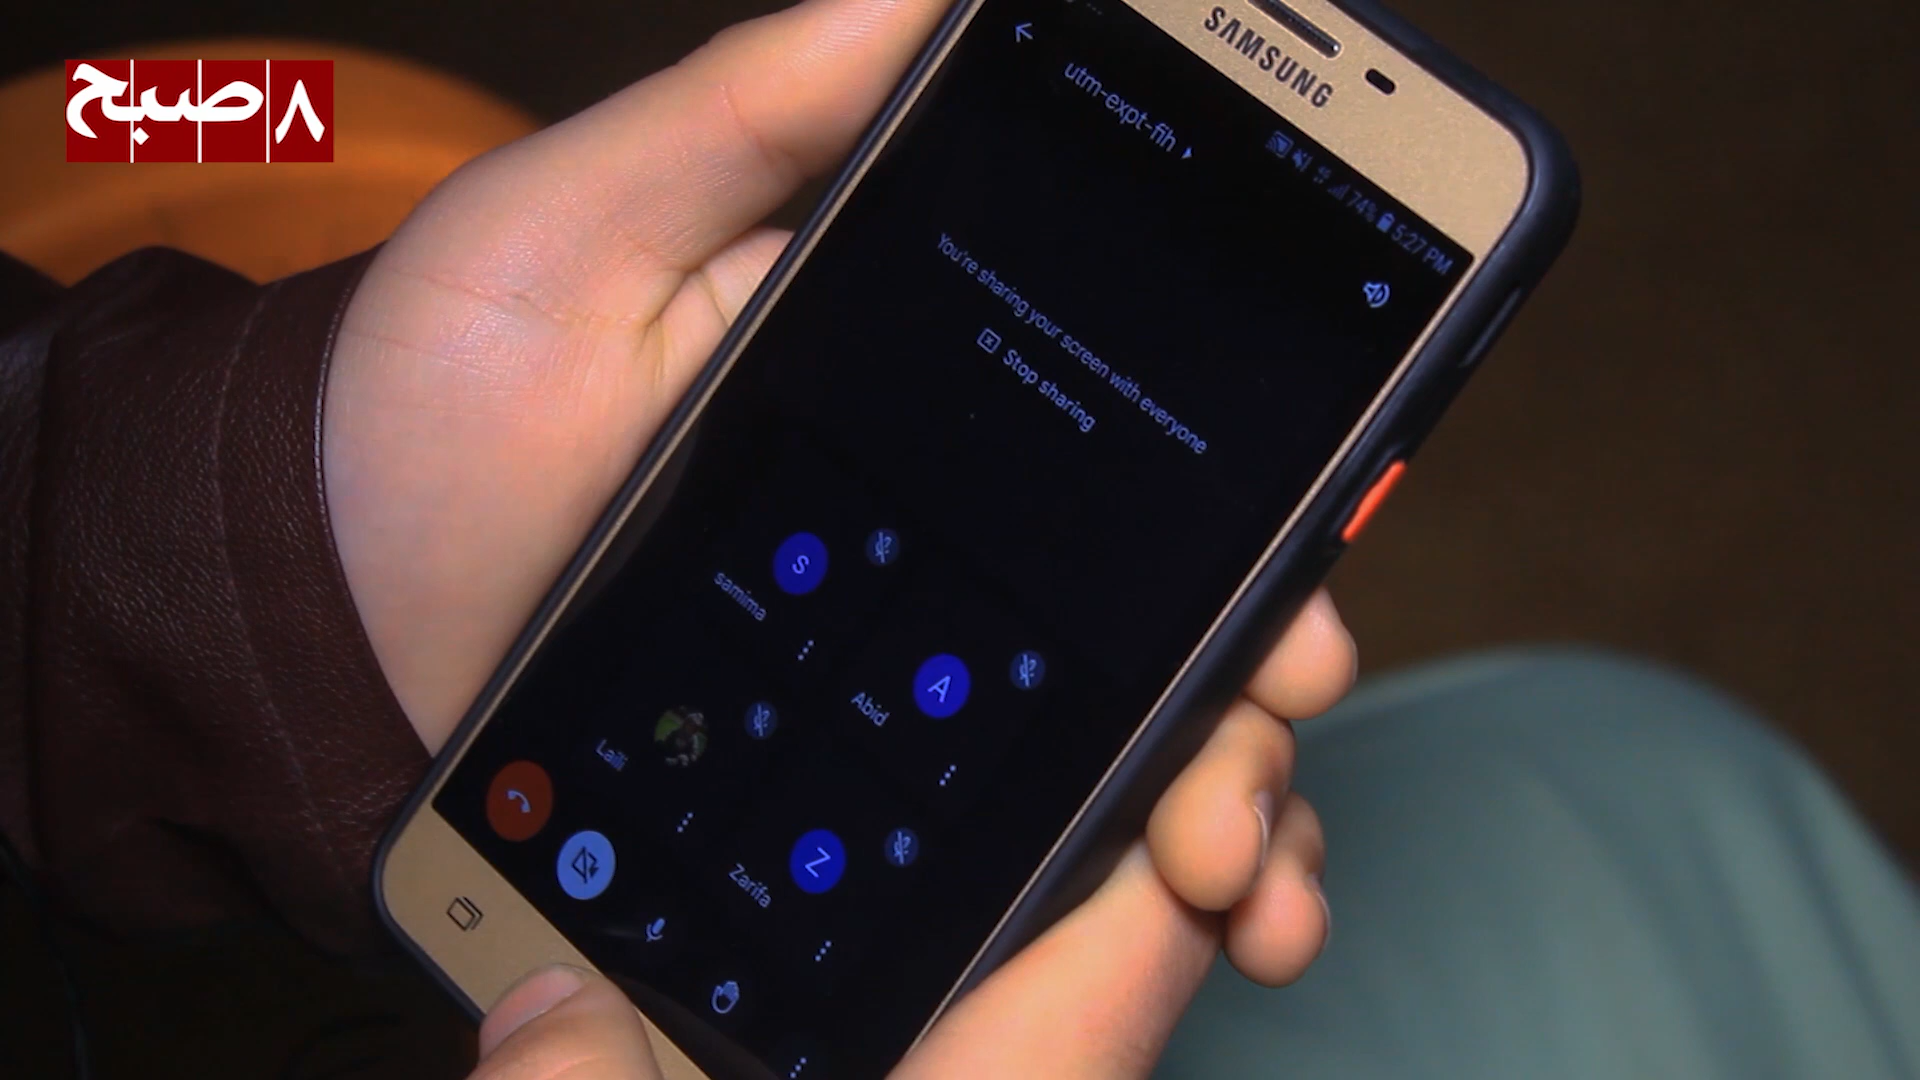 ۸صبح
SAMSUNG
74% 5:27 PM
utm-expt-fih
You're sharing your screen with everyone
Stop sharing
S
samima
A
Abid
Laili
Z
Zarifa